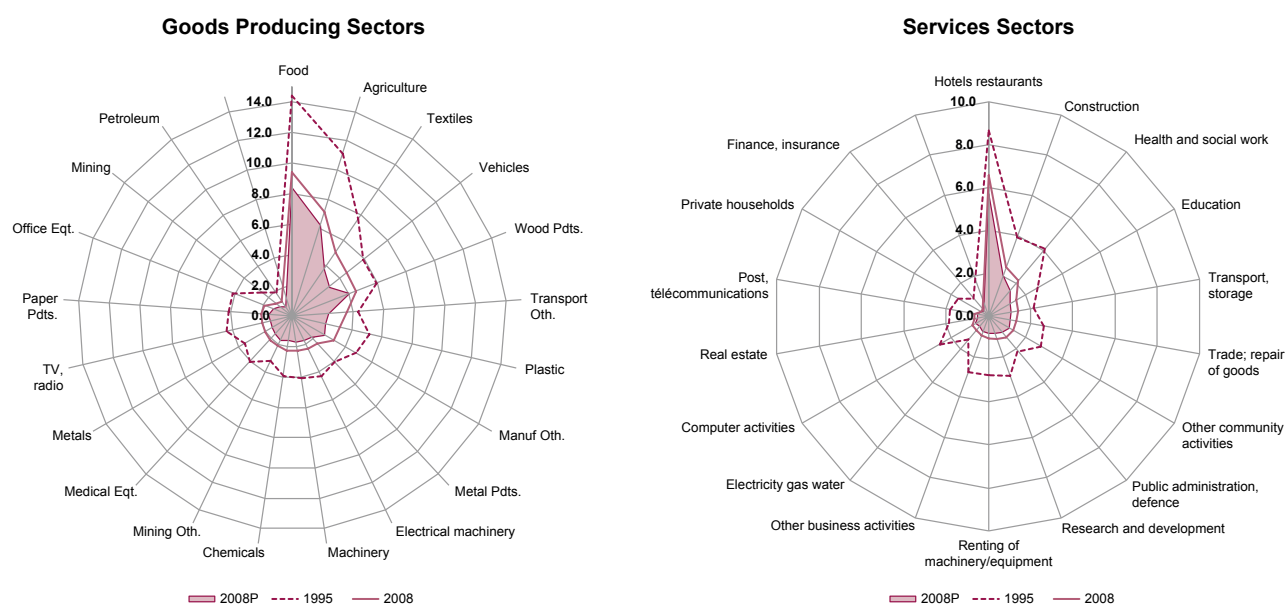 Goods Producing Sectors
Food
Agriculture
Textiles
Vehicles
Wood Pdts.
Transport
Oth.
Plastic
Manuf Oth.
Metal Pdts.
Electrical machinery
Machinery
Chemicals
Mining Oth.
Medical Eqt.
Metals
TV,
radio
Paper
Pdts.
Office Eqt.
Mining
Petroleum
14.0
12.0
10.0
8.0
6.0
4.0
2.0
0.0
2008P
1995
2008
Services Sectors
Hotels restaurants
Construction
Health and social work
Education
Transport,
storage
Trade; repair
of goods
Other community
activities
Public administration,
defence
Research and development
Renting of
machinery/equipment
Other business activities
Electricity gas water
Computer activities
Real estate
Post,
télécommunications
Private households
Finance, insurance
10.0
8.0
6.0
4.0
2.0
0.0
2008P
1995
2008